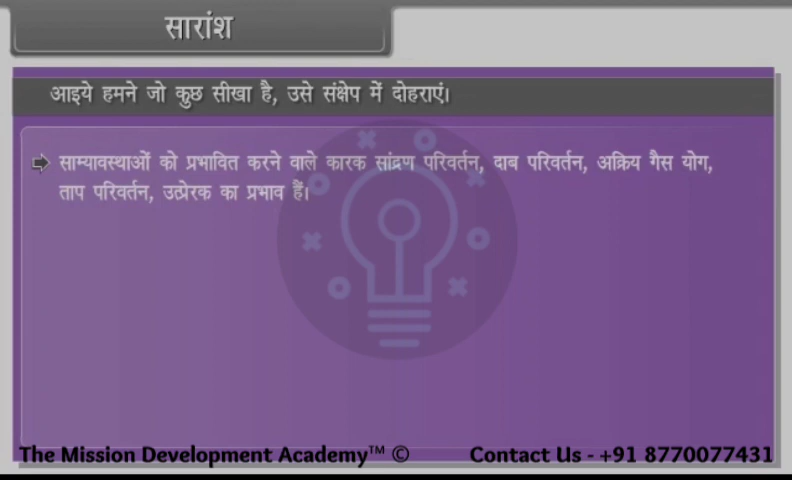 सारांश
आइये हमने जो कुछ सीखा है, उसे संक्षेप में दोहराएं।
साम्यावस्थाओं को प्रभावित करने वाले कारक सांद्रण परिवर्तन, दाब परिवर्तन, अक्रिय गैस योग,
ताप परिवर्तन, उत्प्रेरक का प्रभाव हैं।
The Mission Development Academy™ © Contact Us - +91 8770077431